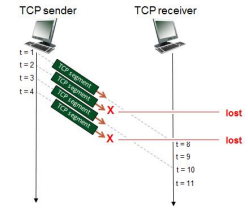 TCP sender
TCP receiver
t = 1
t = 2
t = 3
t = 4
TCP segment
TCP segment
TCP segment
TCP segment
X
lost
X
lost
t = 8
t = 9
t = 10
t = 11